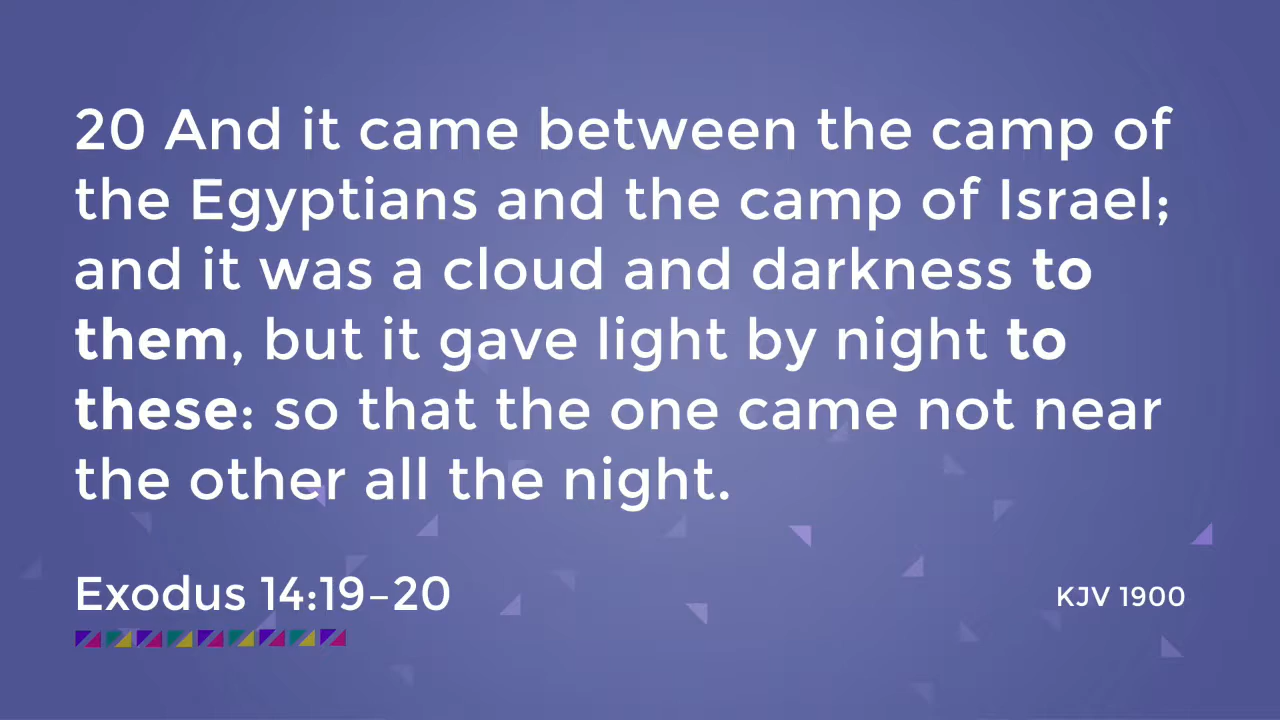 20 And it came between the camp of
the Egyptians and the camp of Israel;
and it was a cloud and darkness to
them, but it gave light by night to
these: so that the one came not near
the other all the night.
Exodus 14:19–20
KJV 1900